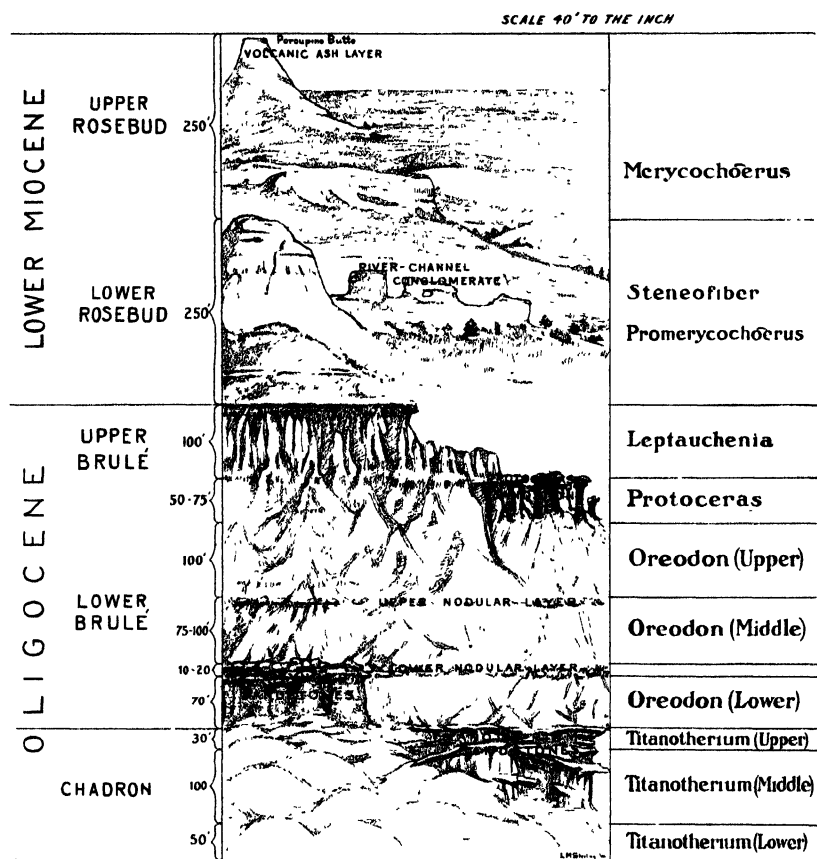 SCALE 40' TO THE INCH
Porcupine Butte
VOLCANIC ASH LAYER
LOWER MIOCENE
UPPER
ROSEBUD
250'
Merycochœrus
RIVER-CHANNEL
CONGLOMERATE
LOWER
ROSEBUD
250'
Steneofiber
Promerycochœrus
OLIGOCENE
UPPER
BRULÉ
100'
Leptauchenia
50-75'
Protoceras
100'
Oreodon (Upper)
UPPER NODULAR LAYER
LOWER
BRULÉ
75-100'
Oreodon (Middle)
10-20'
LOWER NODULAR LAYER
70'
Oreodon (Lower)
30'
Titanotherium (Upper)
CHADRON
100
Titanotherium (Middle)
50'
Titanotherium (Lower)